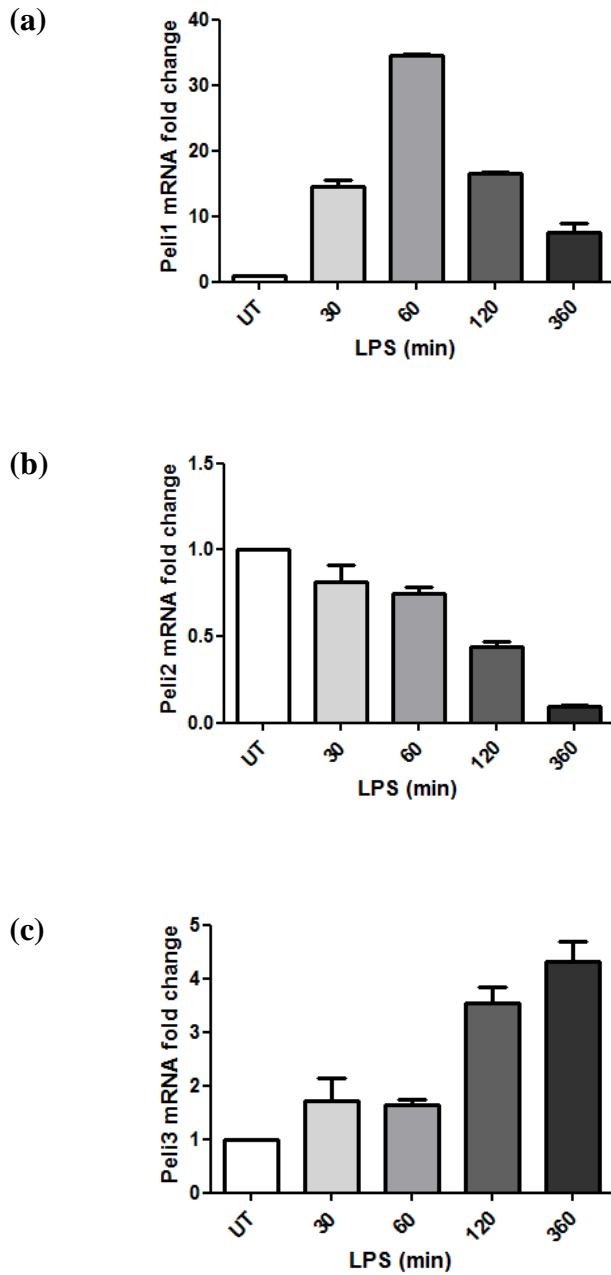 (a)
Peli1 mRNA fold change
40
30
20
10
0
UT
30
60
120
360
LPS (min)
(b)
Peli2 mRNA fold change
1.5
1.0
0.5
0.0
UT
30
60
120
360
LPS (min)
(c)
Peli3 mRNA fold change
5
4
3
2
1
0
UT
30
60
120
360
LPS (min)